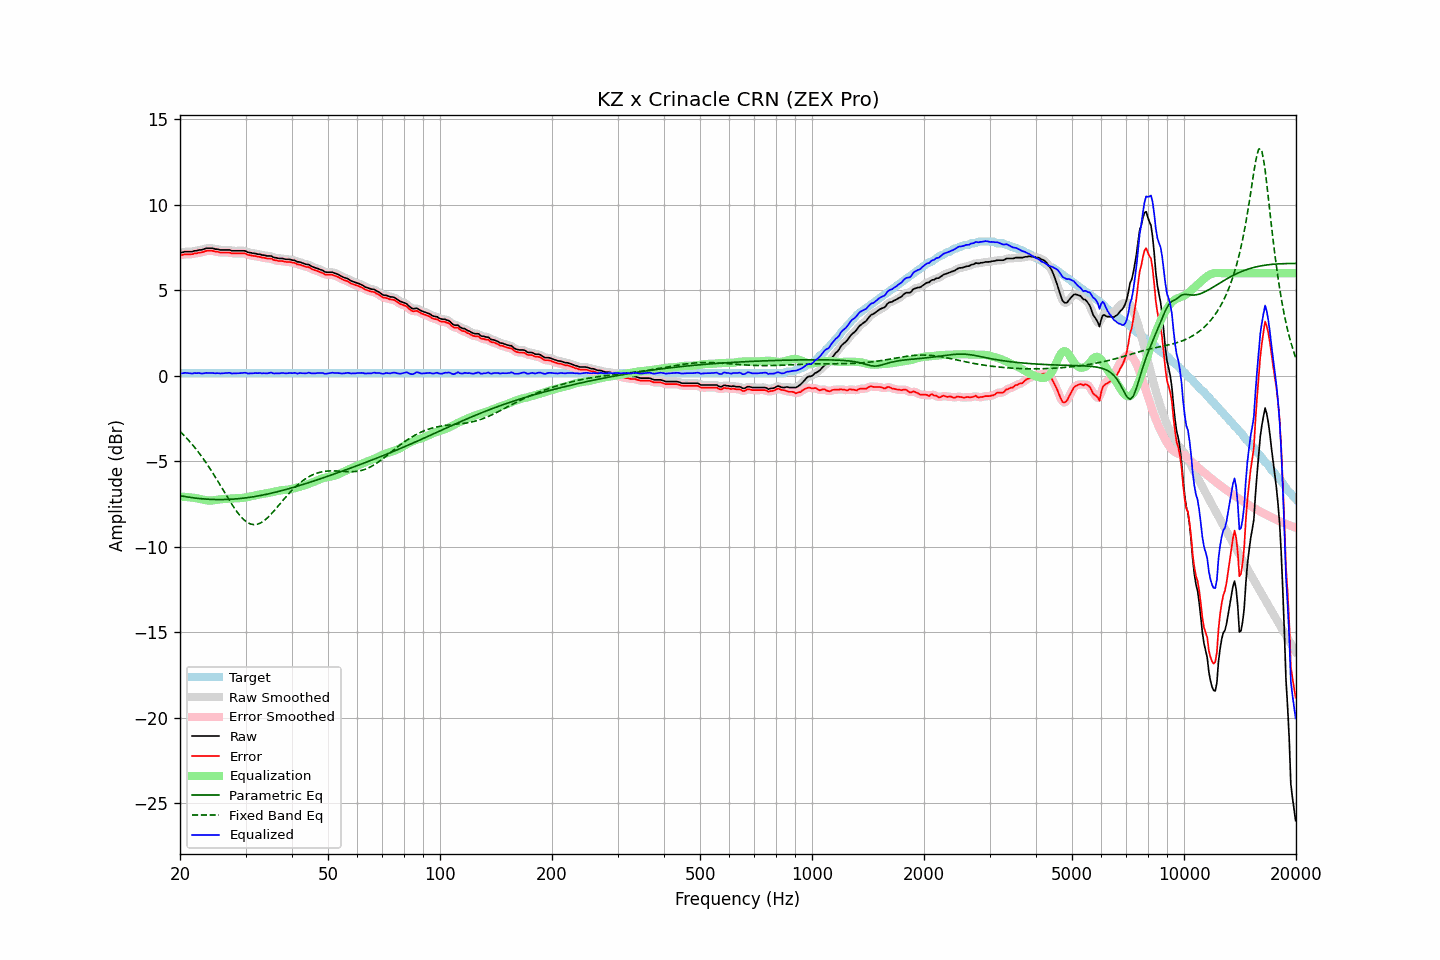 KZ x Crinacle CRN (ZEX Pro)
15
10
5
0
−5
−10
−15
−20
−25
Amplitude (dBr)
Target
Raw Smoothed
Error Smoothed
Raw
Error
Equalization
Parametric Eq
Fixed Band Eq
Equalized
20 50 100 200 500 1000 2000 5000 10000 20000
Frequency (Hz)